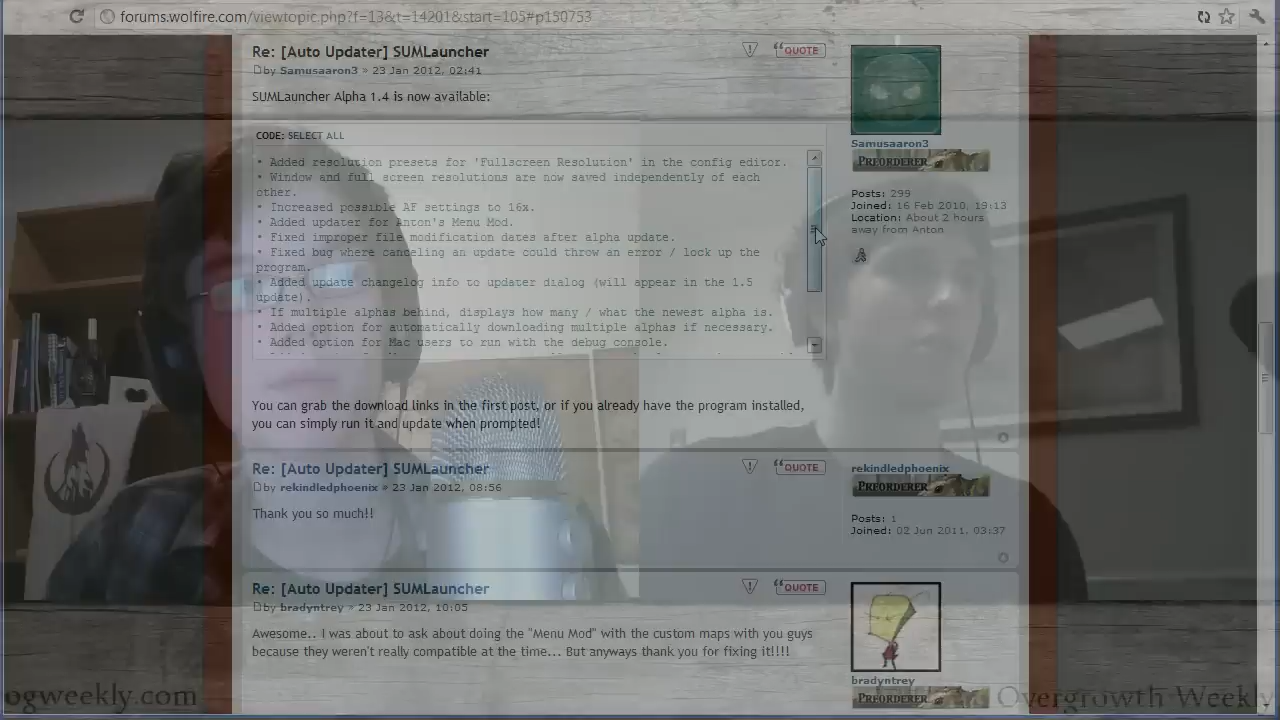 forums.wolfire.com/viewtopic.php?f=13&t=14201&start=105#p150753
Re: [Auto Updater] SUMLauncher
QUOTE
by Samusaaron3 » 23 Jan 2012, 02:41
SUMLauncher Alpha 1.4 is now available:
CODE: SELECT ALL
• Added resolution presets for 'Fullscreen Resolution' in the config editor.
• Window and full screen resolutions are now saved independently of each
other.
• Increased possible AF settings to 16x.
• Added updater for Anton's Menu Mod.
• Fixed improper file modification dates after alpha update.
• Fixed bug where canceling an update could throw an error / lock up the
program.
• Added update changelog info to updater dialog (will appear in the 1.5
update).
• If multiple alphas behind, displays how many / what the newest alpha is.
• Added option for automatically downloading multiple alphas if necessary.
• Added option for Mac users to run with the debug console.
You can grab the download links in the first post, or if you already have the program installed,
you can simply run it and update when prompted!
Samusaaron3
PREORDERER
Posts: 299
Joined: 16 Feb 2010, 19:13
Location: About 2 hours
away from Anton
Re: [Auto Updater] SUMLauncher
QUOTE
by rekindledphoenix » 23 Jan 2012, 08:56
Thank you so much!!
rekindledphoenix
PREORDERER
Posts: 1
Joined: 02 Jun 2011, 03:37
Re: [Auto Updater] SUMLauncher
QUOTE
by bradyntrey » 23 Jan 2012, 10:05
Awesome.. I was about to ask about doing the "Menu Mod" with the custom maps with you guys
because they weren't really compatible at the time... But anyways thank you for fixing it!!!!
bradyntrey
PREORDERER
ogweekly.com
Overgrowth Weekly